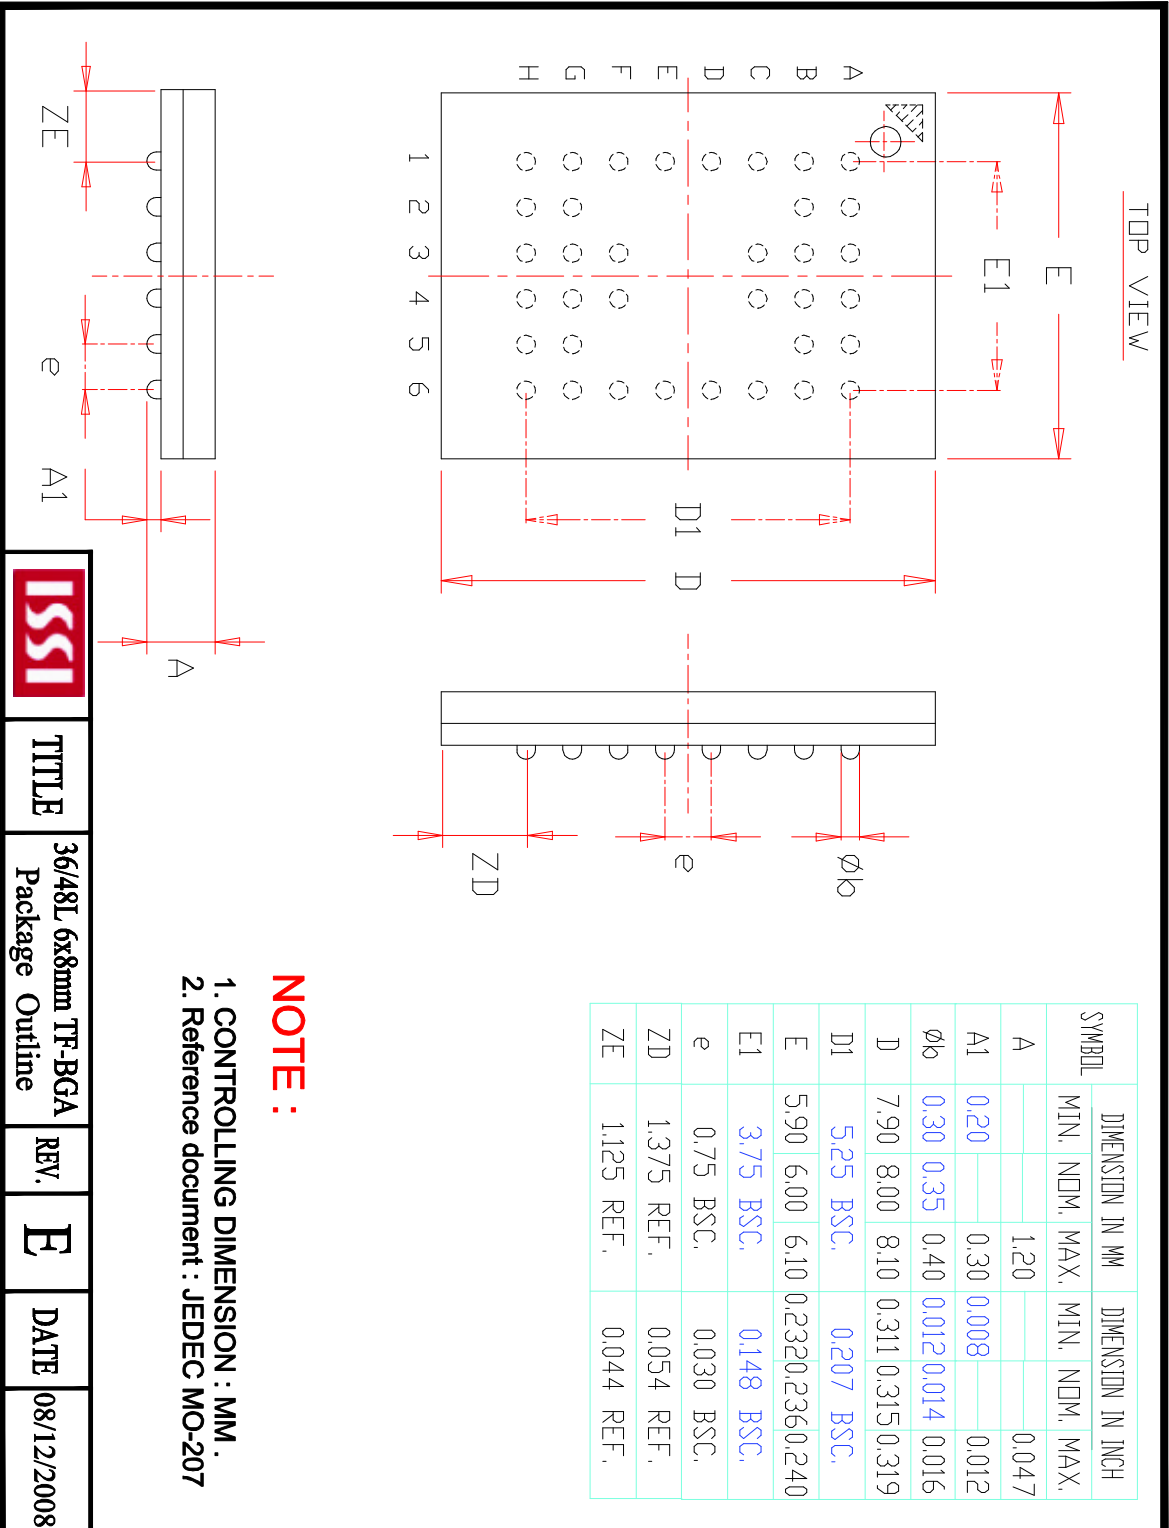 TOP VIEW
E
E1
A
B
C
D
E
F
G
H
1
2
3
4
5
6
D1
D
ZE
e
A1
A
Øb
e
ZD
SYMBOL DIMENSION IN MM DIMENSION IN INCH
MIN. NOM. MAX. MIN. NOM. MAX.
A 1.20 0.047
A1 0.20 0.30 0.008 0.012
Øb 0.30 0.35 0.40 0.012 0.014 0.016
D 7.90 8.00 8.10 0.311 0.315 0.319
D1 5.25 BSC. 0.207 BSC.
E 5.90 6.00 6.10 0.232 0.236 0.240
E1 3.75 BSC. 0.148 BSC.
e 0.75 BSC. 0.030 BSC.
ZD 1.375 REF. 0.054 REF.
ZE 1.125 REF. 0.044 REF.
NOTE :
1. CONTROLLING DIMENSION : MM .
2. Reference document : JEDEC MO-207
ISSI
TITLE
36/48L 6x8mm TF-BGA
Package Outline
REV.
E
DATE
08/12/2008